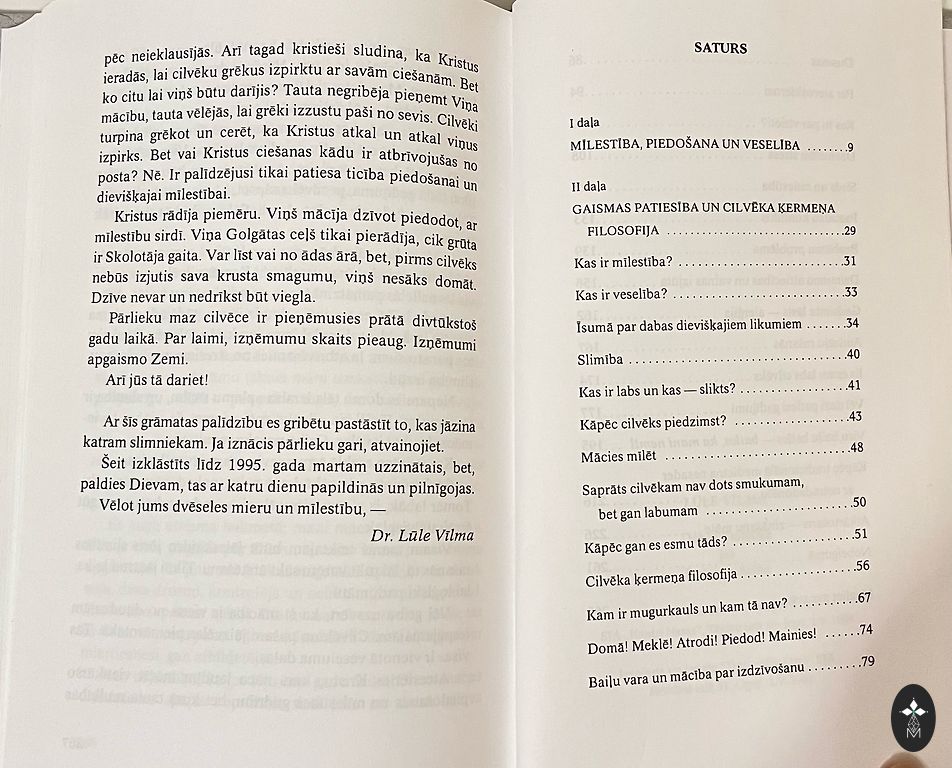 pēc neieklausījās. Arī tagad kristieši sludina, ka Kristus
ieradās, lai cilvēku grēkus izpirktu ar savām ciešanām. Bet
ko citu lai viņš būtu darījis? Tauta negribēja pieņemt Viņa
mācību, tauta vēlējās, lai grēki izzustu paši no sevis. Cilvēki
turpina grēkot un cerēt, ka Kristus atkal un atkal viņus
izpirks. Bet vai Kristus ciešanas kādu ir atbrīvojušas no
posta? Nē. Ir palīdzējusi tikai patiesa ticība piedošanai un
dievišķajai mīlestībai.
Kristus rādīja piemēru. Viņš mācīja dzīvot piedodot, ar
mīlestību sirdī. Viņa Golgātas ceļš tikai pierādīja, cik grūta
ir Skolotāja gaita. Var līst vai no ādas ārā, bet, pirms cilvēks
nebūs izjutis sava krusta smagumu, viņš nesāks domāt.
Dzīve nevar un nedrīkst būt viegla.
Pārlieku maz cilvēce ir pieņēmusies prātā divtūkstoš
gadu laikā. Par laimi, izņēmumu skaits pieaug. Izņēmumi
apgaismo Zemi.
Arī jūs tā dariet!
Ar šīs grāmatas palīdzību es gribētu pastāstīt to, kas jāzina
katram slimniekam. Ja iznācis pārlieku gari, atvainojiet.
Šeit izklāstīts līdz 1995. gada martam uzzinātais, bet,
paldies Dievam, tas ar katru dienu papildinās un pilnīgojas.
Vēlot jums dvēseles mieru un mīlestību, —
Dr. Lūle Vīlma
SATURS
I daļa
MĪLESTĪBA, PIEDOŠANA UN VESELĪBA .......9
II daļa
GAISMAS PATIESĪBA UN CILVĒKA ĶERMEŅA
FILOSOFIJA ..........................29
Kas ir mīlestība? .......................31
Kas ir veselība? ........................33
Īsumā par dabas dievišķajiem likumiem .......34
Slimība ..............................40
Kas ir labs un kas — slikts? ................41
Kāpēc cilvēks piedzimst? ..................43
Mācies mīlēt ..........................48
Saprāts cilvēkam nav dots smukumam,
bet gan labumam .....................50
Kāpēc gan es esmu tāds? .................51
Cilvēka ķermeņa filosofija ................56
Kam ir mugurkauls un kam tā nav? ..........67
Domā! Meklē! Atrodi! Piedod! Mainies! ......74
Baiļu vara un mācība par izdzīvošanu .........79